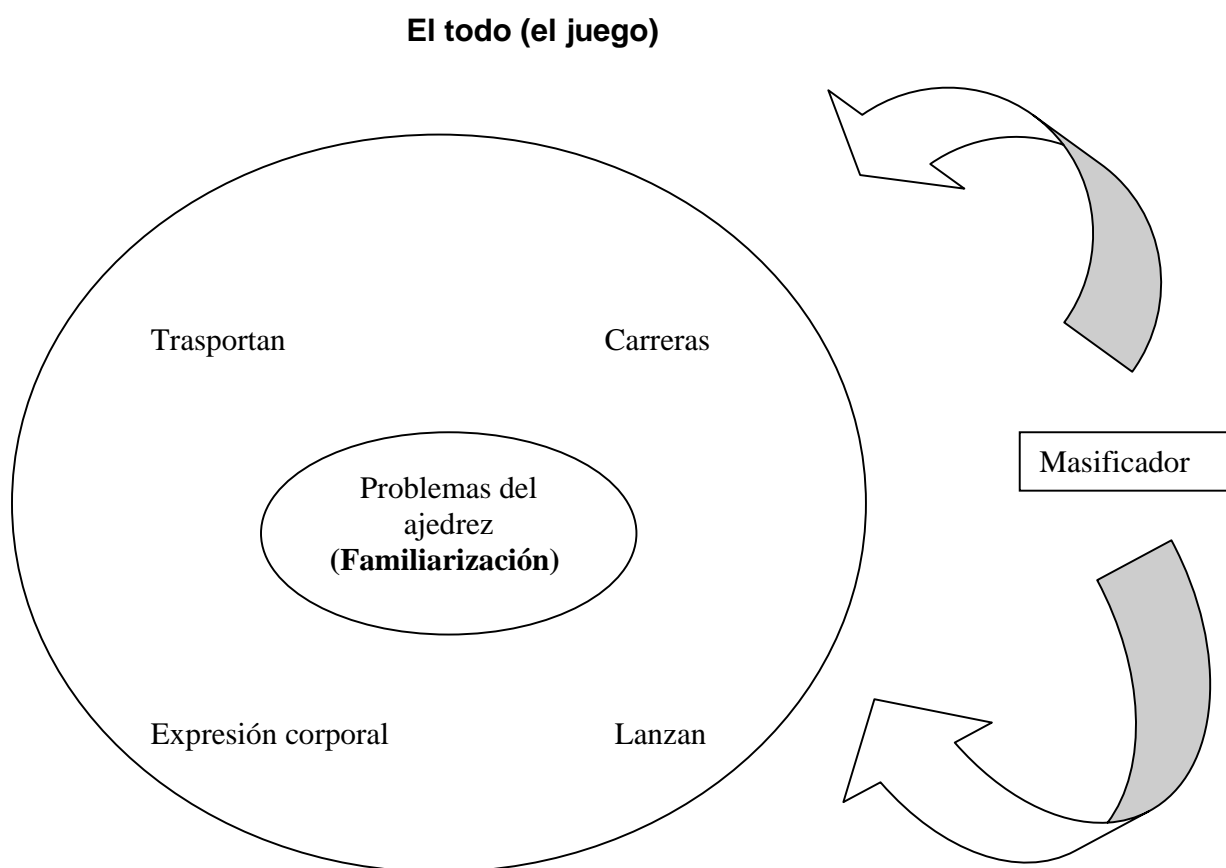 El todo (el juego)
Trasportan
Carreras
Masificador
Problemas del
ajedrez
(Familiarización)
Expresión corporal
Lanzan